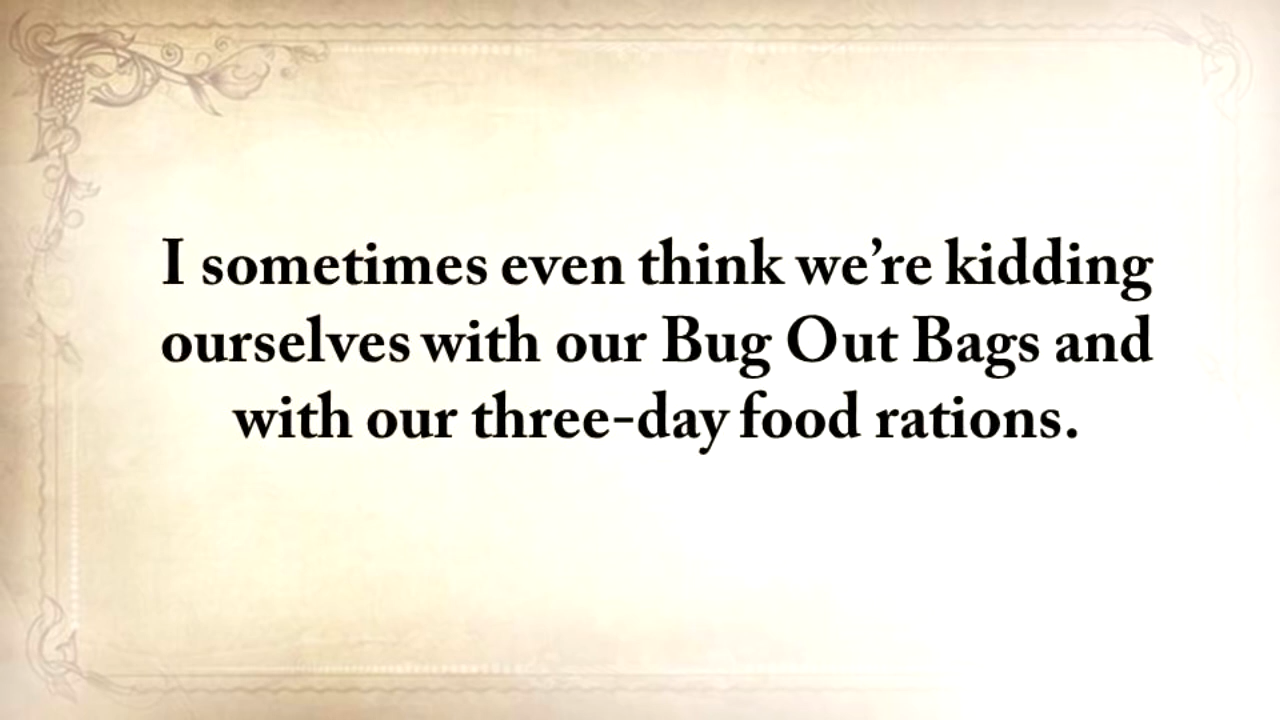 I sometimes even think we’re kidding
ourselves with our Bug Out Bags and
with our three-day food rations.